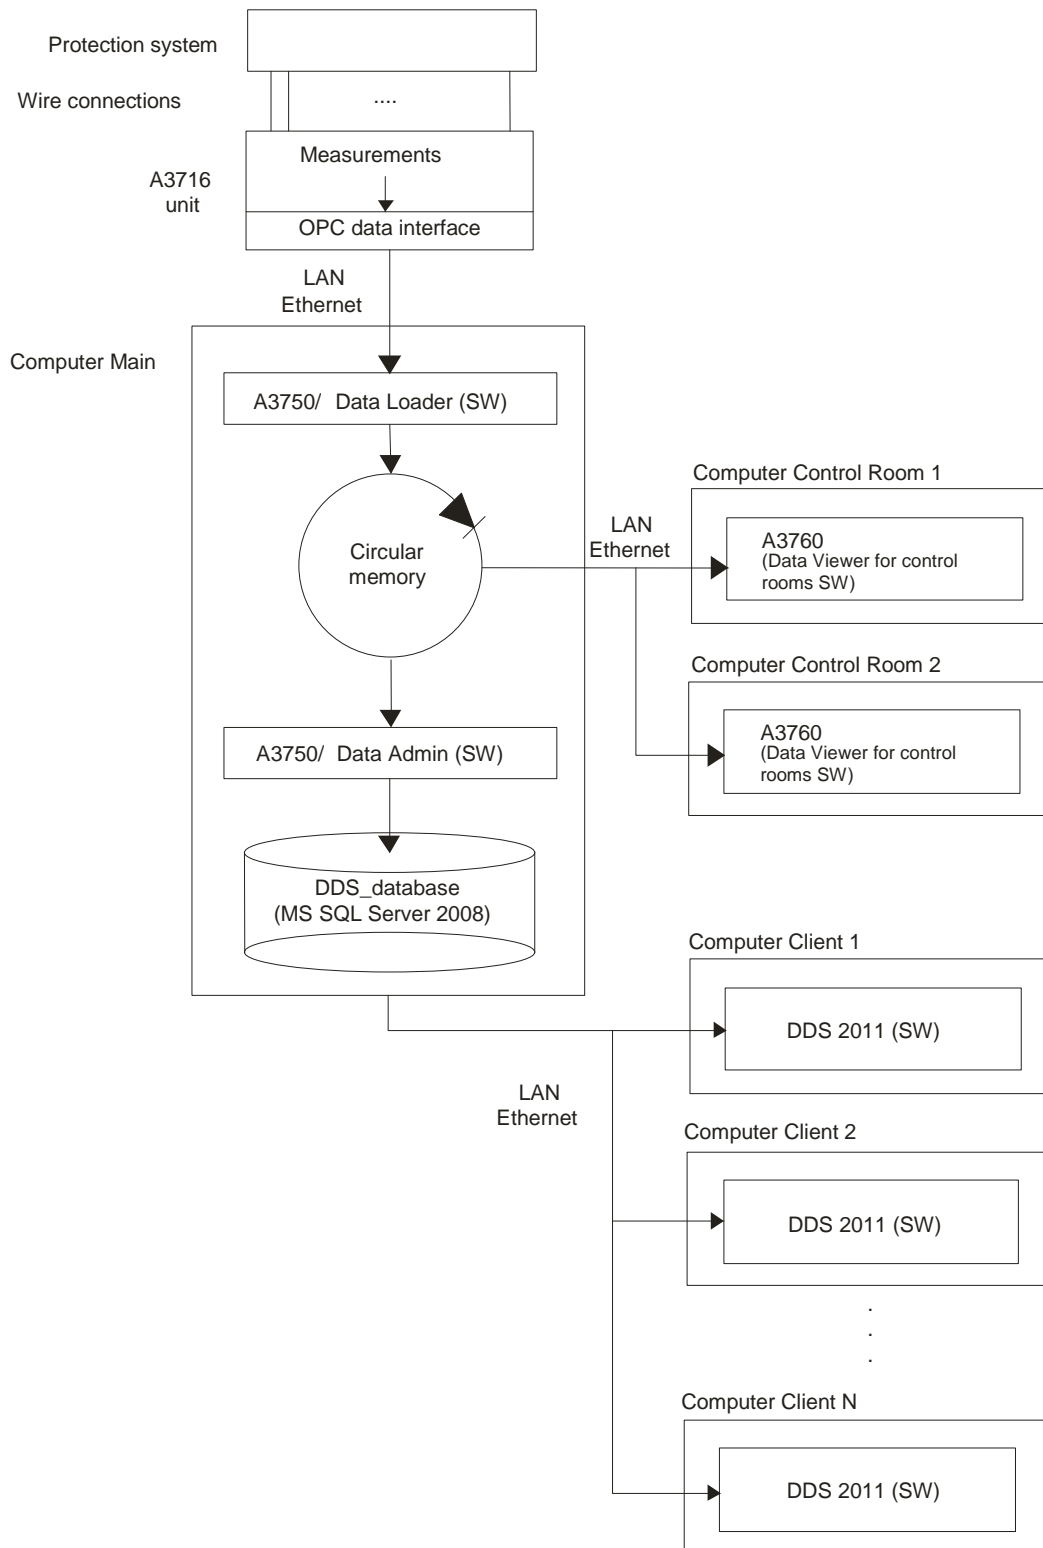 Protection system
Wire connections
....
Measurements
A3716
unit
OPC data interface
LAN
Ethernet
Computer Main
A3750/  Data Loader (SW)
Circular
memory
LAN
Ethernet
Computer Control Room 1
A3760
(Data Viewer for control
rooms SW)
Computer Control Room 2
A3760
(Data Viewer for control
rooms SW)
A3750/  Data Admin (SW)
DDS_database
(MS SQL Server 2008)
Computer Client 1
DDS 2011 (SW)
LAN
Ethernet
Computer Client 2
DDS 2011 (SW)
.
.
.
Computer Client N
DDS 2011 (SW)